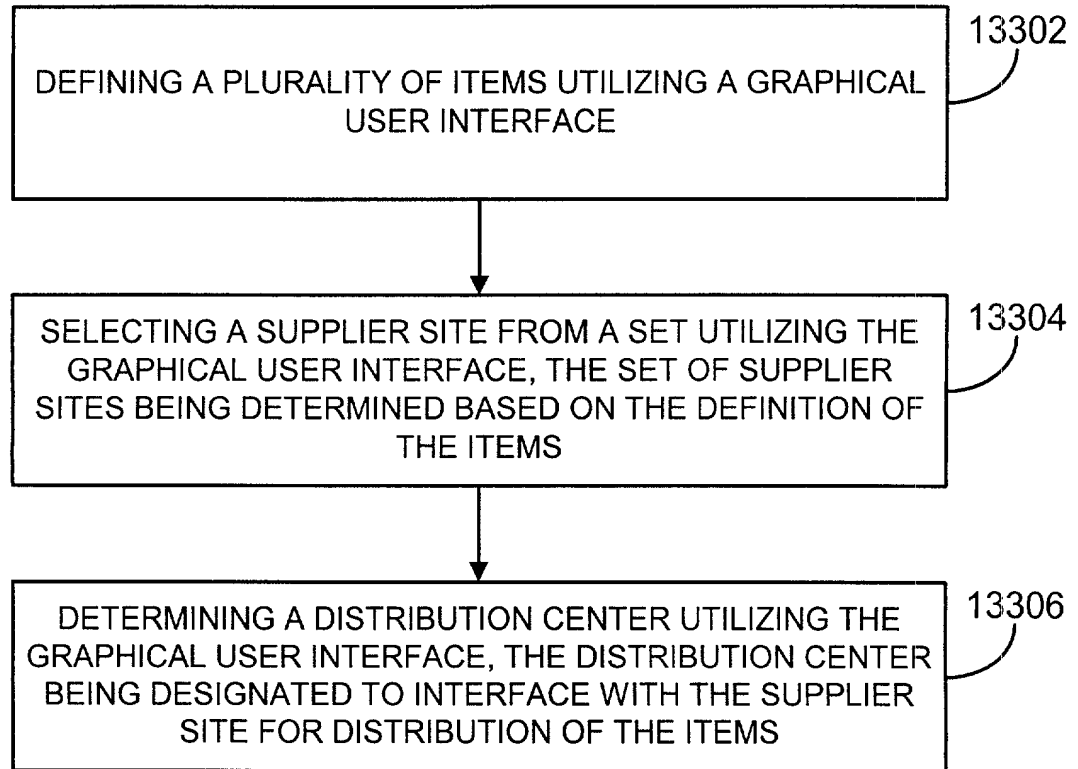 13302
DEFINING A PLURALITY OF ITEMS UTILIZING A GRAPHICAL
USER INTERFACE
13304
SELECTING A SUPPLIER SITE FROM A SET UTILIZING THE
GRAPHICAL USER INTERFACE, THE SET OF SUPPLIER
SITES BEING DETERMINED BASED ON THE DEFINITION OF
THE ITEMS
13306
DETERMINING A DISTRIBUTION CENTER UTILIZING THE
GRAPHICAL USER INTERFACE, THE DISTRIBUTION CENTER
BEING DESIGNATED TO INTERFACE WITH THE SUPPLIER
SITE FOR DISTRIBUTION OF THE ITEMS